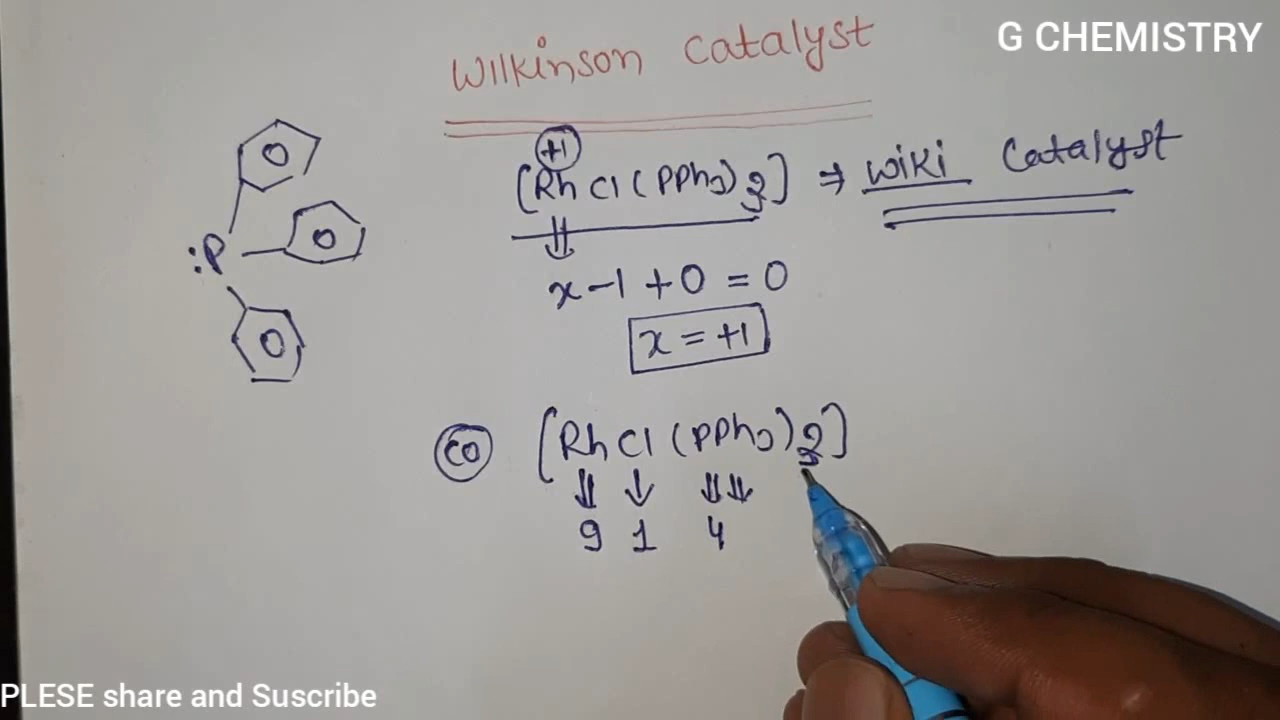 G CHEMISTRY
Wilkinson Catalyst
+1
[RhCl(PPh3)3] ⇒ Wiki Catalyst
:P
x-1+0=0
x=+1
CO [RhCl(PPh3)3]
9 1 4
PLESE share and Suscribe